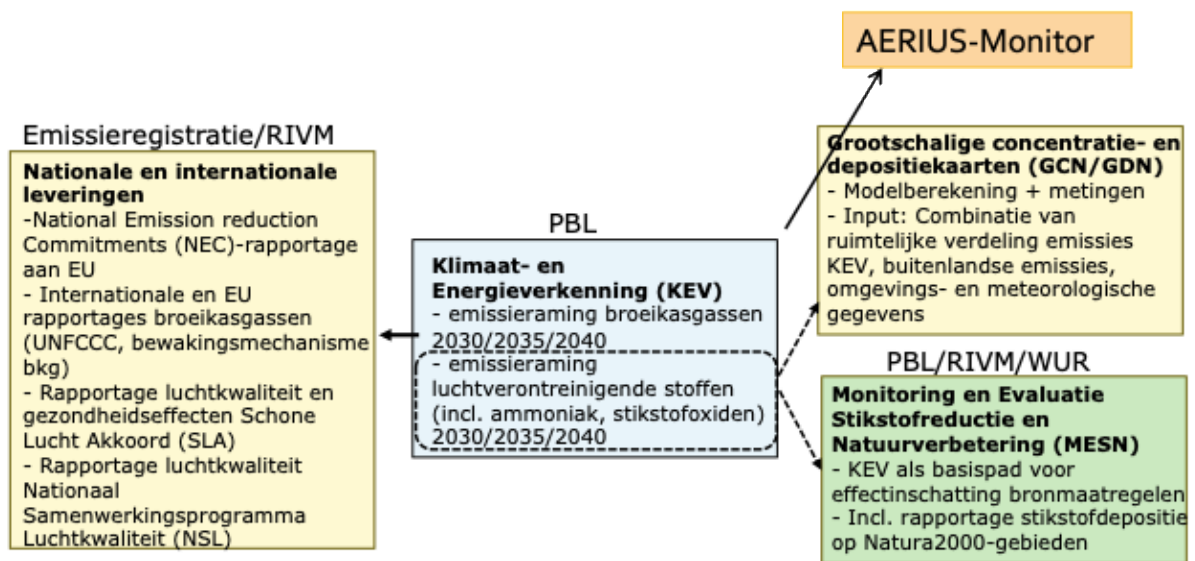 AERIUS-Monitor
Emissieregistratie/RIVM
Nationale en internationale
leveringen
-National Emission reduction
Commitments (NEC)-rapportage
aan EU
- Internationale en EU
rapportages broeikasgassen
(UNFCCC, bewakingsmechanisme
bkg)
- Rapportage luchtkwaliteit en
gezondheidseffecten Schone
Lucht Akkoord (SLA)
- Rapportage luchtkwaliteit
Nationaal
Samenwerkingsprogramma
Luchtkwaliteit (NSL)
PBL
Klimaat- en
Energieverkenning (KEV)
- emissieraming broeikasgassen
2030/2035/2040
- emissieraming
luchtverontreinigende stoffen
(incl. ammoniak, stikstofoxiden)
2030/2035/2040
Grootschalige concentratie- en
depositiekaarten (GCN/GDN)
- Modelberekening + metingen
- Input: Combinatie van
ruimtelijke verdeling emissies
KEV, buitenlandse emissies,
omgevings- en meteorologische
gegevens
PBL/RIVM/WUR
Monitoring en Evaluatie
Stikstofreductie en
Natuurverbetering (MESN)
- KEV als basispad voor
effectinschatting bronmaatregelen
- Incl. rapportage stikstofdepositie
op Natura2000-gebieden